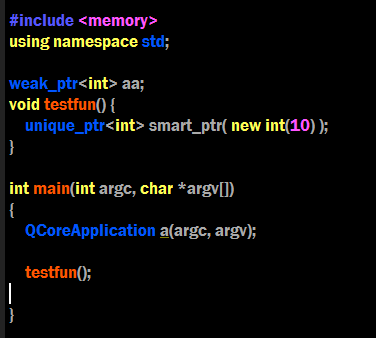 #include <memory>
using namespace std;
weak_ptr<int> aa;
void testfun() {
unique_ptr<int> smart_ptr( new int(10) );
}
int main(int argc, char *argv[])
{
QCoreApplication a(argc, argv);
testfun();
}